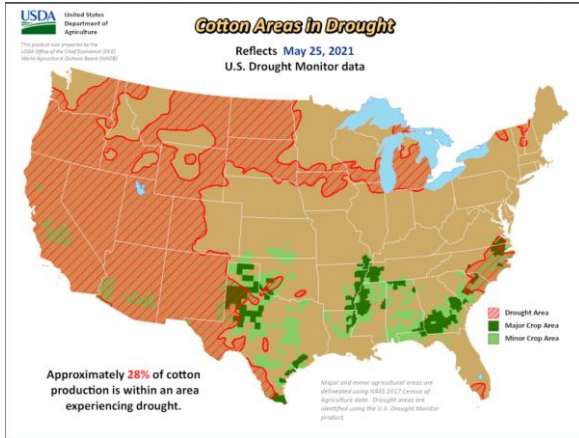 USDA
United States
Department of
Agriculture
This product was prepared by the
USDA Office of the Chief Economist (OCE)
World Agricultural Outlook Board (WAOB)
Cotton Areas in Drought
Reflects May 25, 2021
U.S. Drought Monitor data
Drought Area
Major Crop Area
Minor Crop Area
Approximately 28% of cotton
production is within an area
experiencing drought.
Major and minor agricultural areas are
delineated using NASS 2017 Census of
Agriculture data. Drought areas are
identified using the U.S. Drought Monitor
product.